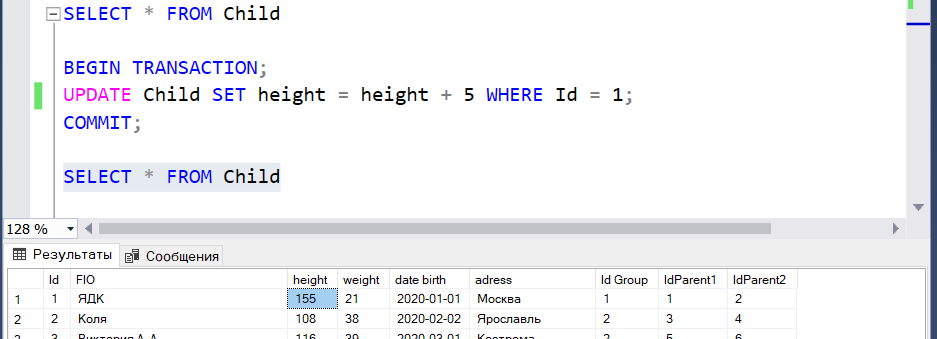 SELECT * FROM Child
BEGIN TRANSACTION;
UPDATE Child SET height = height + 5 WHERE Id = 1;
COMMIT;
SELECT * FROM Child
128 %
Результаты Сообщения
Id FIO height weight date birth adress Id Group IdParent1 IdParent2
1 1 ЯДК 155 21 2020-01-01 Москва 1 1 2
2 2 Коля 108 38 2020-02-02 Ярославль 2 3 4
3 3 Виктория А.А. 116 39 2020-03-01 Кострома 2 5 6